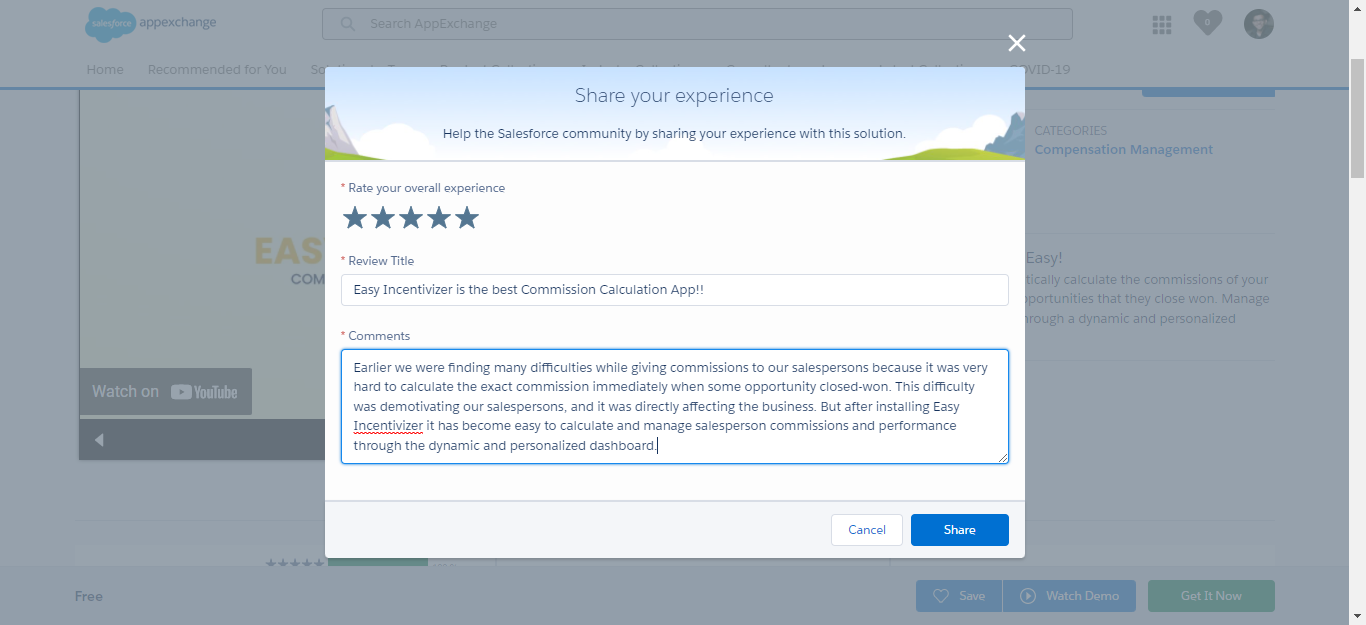 salesforce appexchange
Search AppExchange
0
Home Recommended for You
COVID-19
Share your experience
Help the Salesforce community by sharing your experience with this solution.
CATEGORIES
Compensation Management
* Rate your overall experience
* Review Title
Easy Incentivizer is the best Commission Calculation App!!
EAS
COM
Easy!
tically calculate the commissions of your
portunities that they close won. Manage
hrough a dynamic and personalized
* Comments
Earlier we were finding many difficulties while giving commissions to our salespersons because it was very
hard to calculate the exact commission immediately when some opportunity closed-won. This difficulty
was demotivating our salespersons, and it was directly affecting the business. But after installing Easy
Incentivizer it has become easy to calculate and manage salesperson commissions and performance
through the dynamic and personalized dashboard.
Watch on YouTube
Cancel Share
Free
Save Watch Demo Get It Now